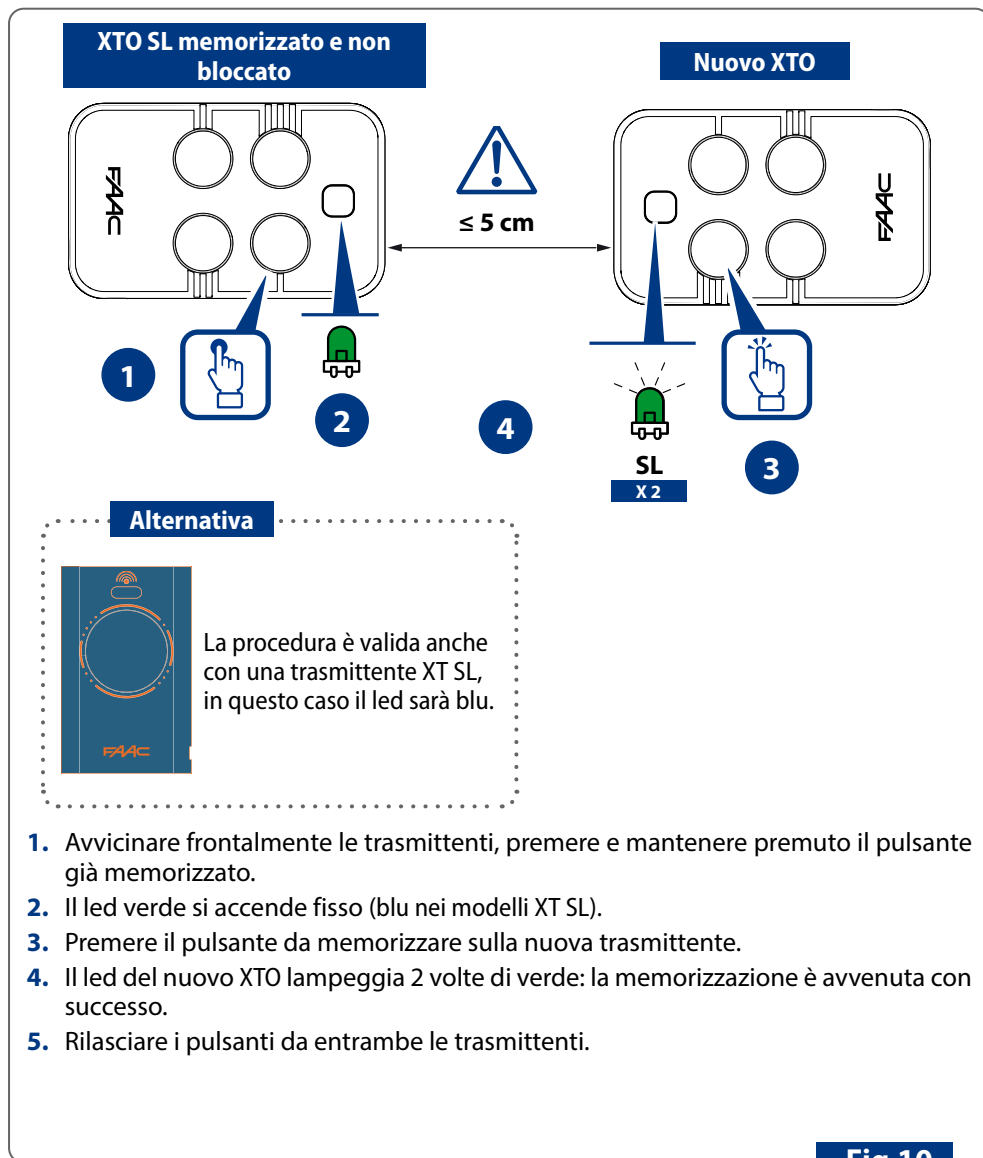 XTO SL memorizzato e non
bloccato
Nuovo XTO
FAAC
FAAC
≤ 5 cm
1
2
4
SL
X 2
3
Alternativa
La procedura è valida anche
con una trasmittente XT SL,
in questo caso il led sarà blu.
FAAC
1. Avvicinare frontalmente le trasmittenti, premere e mantenere premuto il pulsante
già memorizzato.
2. Il led verde si accende fisso (blu nei modelli XT SL).
3. Premere il pulsante da memorizzare sulla nuova trasmittente.
4. Il led del nuovo XTO lampeggia 2 volte di verde: la memorizzazione è avvenuta con
successo.
5. Rilasciare i pulsanti da entrambe le trasmittenti.
Fig.10